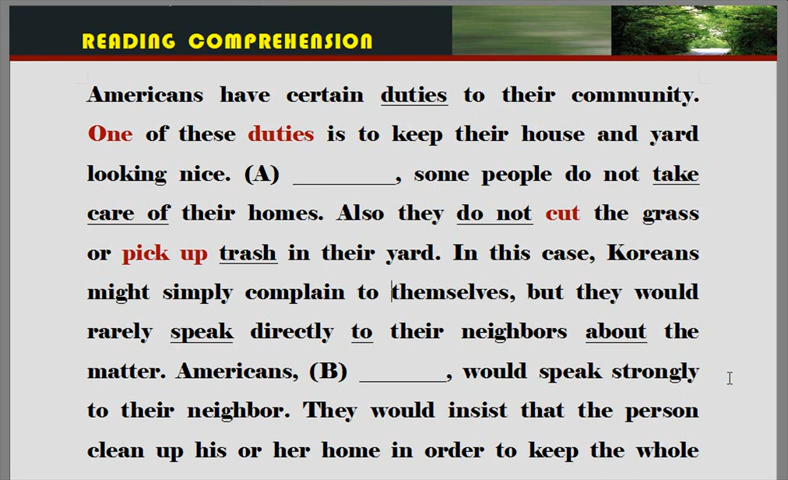 READING COMPREHENSION
Americans have certain duties to their community.
One of these duties is to keep their house and yard
looking nice. (A) _________, some people do not take
care of their homes. Also they do not cut the grass
or pick up trash in their yard. In this case, Koreans
might simply complain to themselves, but they would
rarely speak directly to their neighbors about the
matter. Americans, (B) ________, would speak strongly
to their neighbor. They would insist that the person
clean up his or her home in order to keep the whole